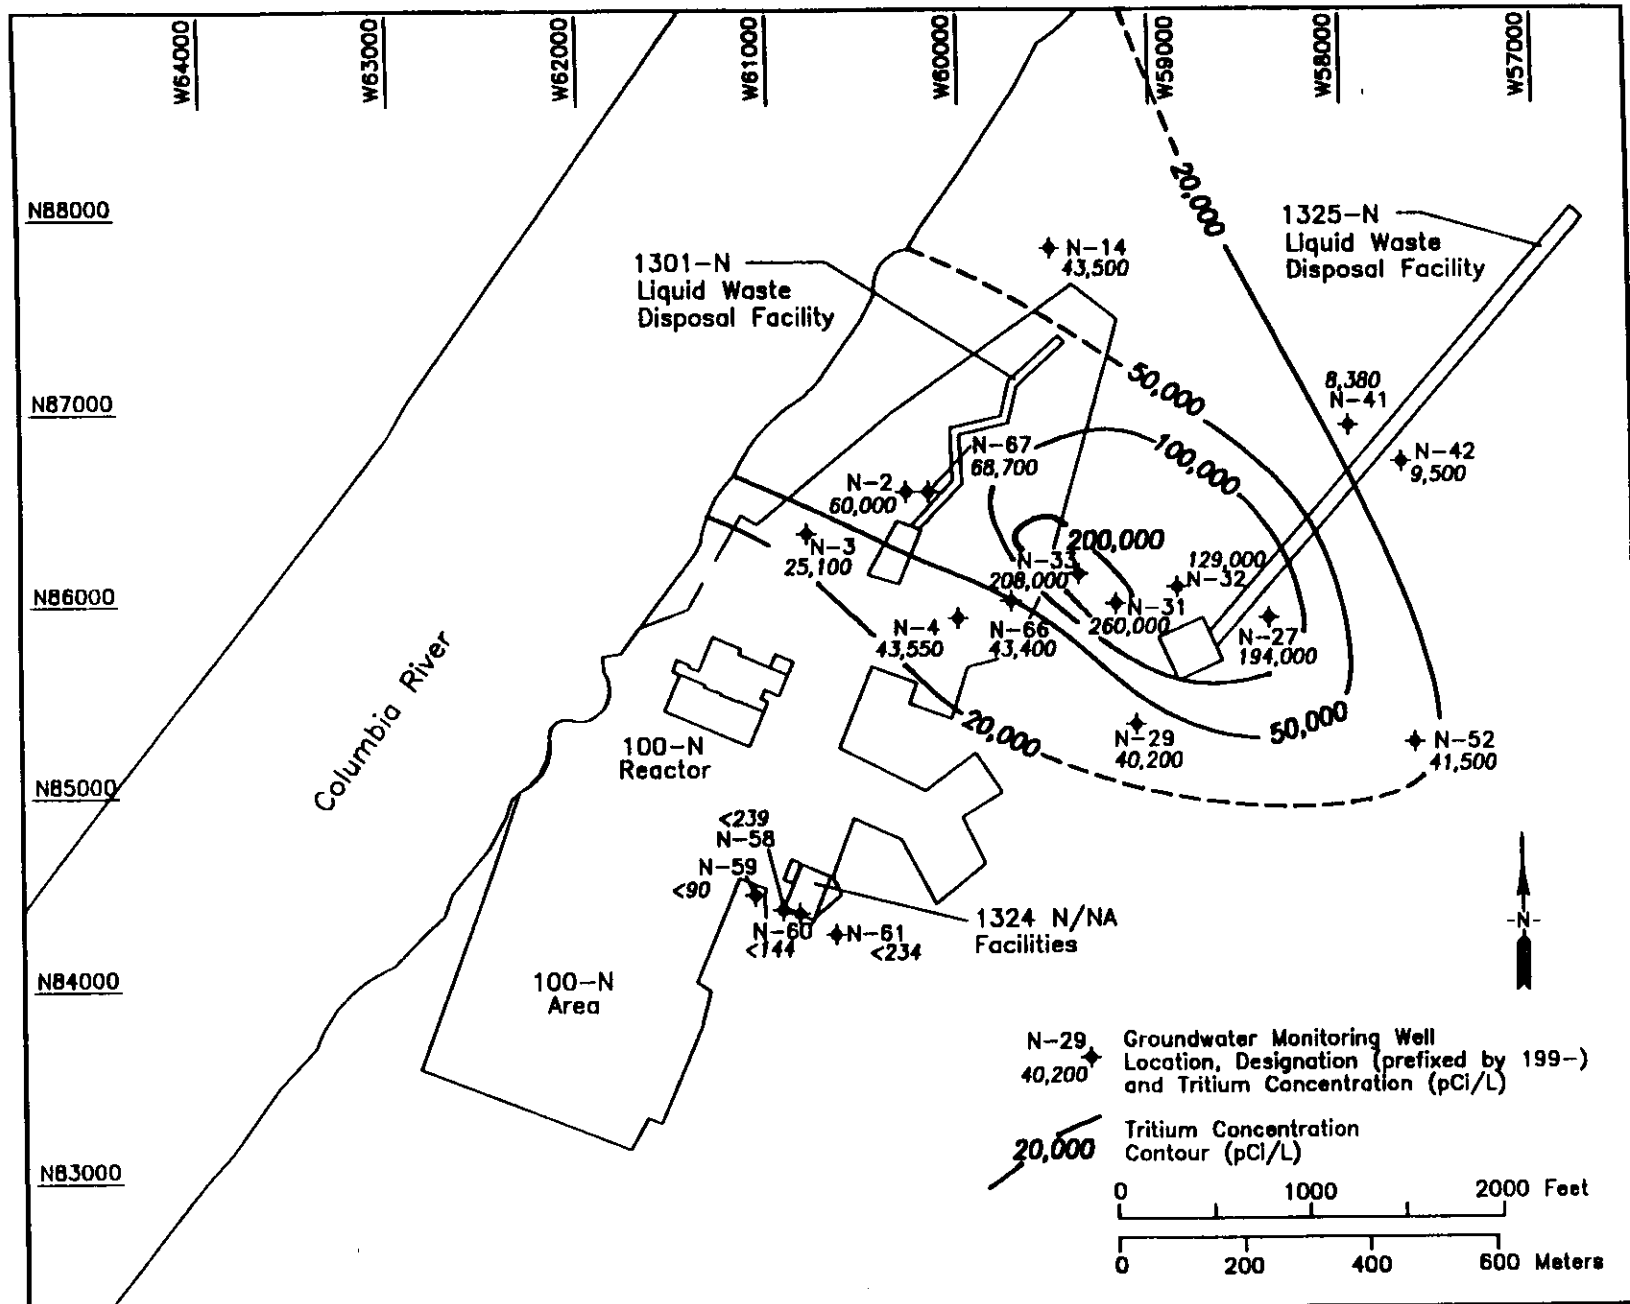 W64000
W63000
W62000
W61000
W60000
W59000
W58000
W57000
N88000
N87000
N86000
N85000
N84000
N83000
1301-N
Liquid Waste
Disposal Facility
1325-N
Liquid Waste
Disposal Facility
N-14
43,500
20,000
50,000
100,000
200,000
8,380
N-41
N-42
9,500
N-67
68,700
N-2
60,000
N-3
25,100
N-33
208,000
129,000
N-32
N-31
260,000
N-27
194,000
N-4
43,550
N-66
43,400
20,000
50,000
N-29
40,200
N-52
41,500
Columbia River
100-N
Reactor
<239
N-58
N-59
<90
N-60
<144
N-61
<234
1324 N/NA
Facilities
100-N
Area
-N-
N-29
40,200
Groundwater Monitoring Well
Location, Designation (prefixed by 199-)
and Tritium Concentration (pCi/L)
20,000
Tritium Concentration
Contour (pCi/L)
0 1000 2000 Feet
0 200 400 600 Meters